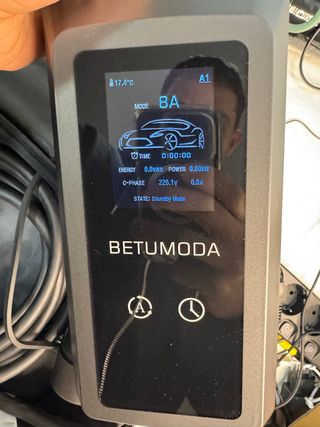 17.4°C A1
MODE 8A
TIME 0:00:00
ENERGY 0.0kWh POWER 0.00kW
C-PHASE 226.1V 0.0A
STATE: Standby Mode
BETUMODA
A